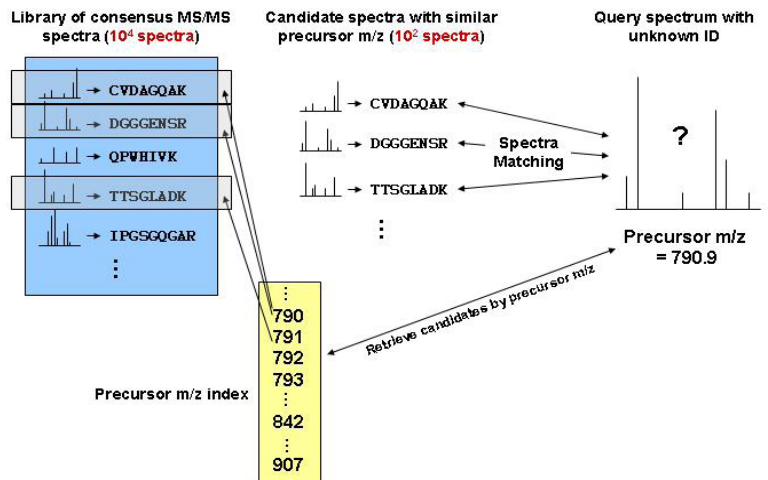 Library of consensus MS/MS
spectra (10⁴ spectra)
CVDAGQAK
DGGGENSR
QPWHIVK
TTSGLADK
IPGSGQGAR
Candidate spectra with similar
precursor m/z (10² spectra)
CVDAGQAK
DGGGENSR
TTSGLADK
Spectra
Matching
Query spectrum with
unknown ID
?
Precursor m/z
= 790.9
Retrieve candidates by precursor m/z
Precursor m/z index
790
791
792
793
842
907